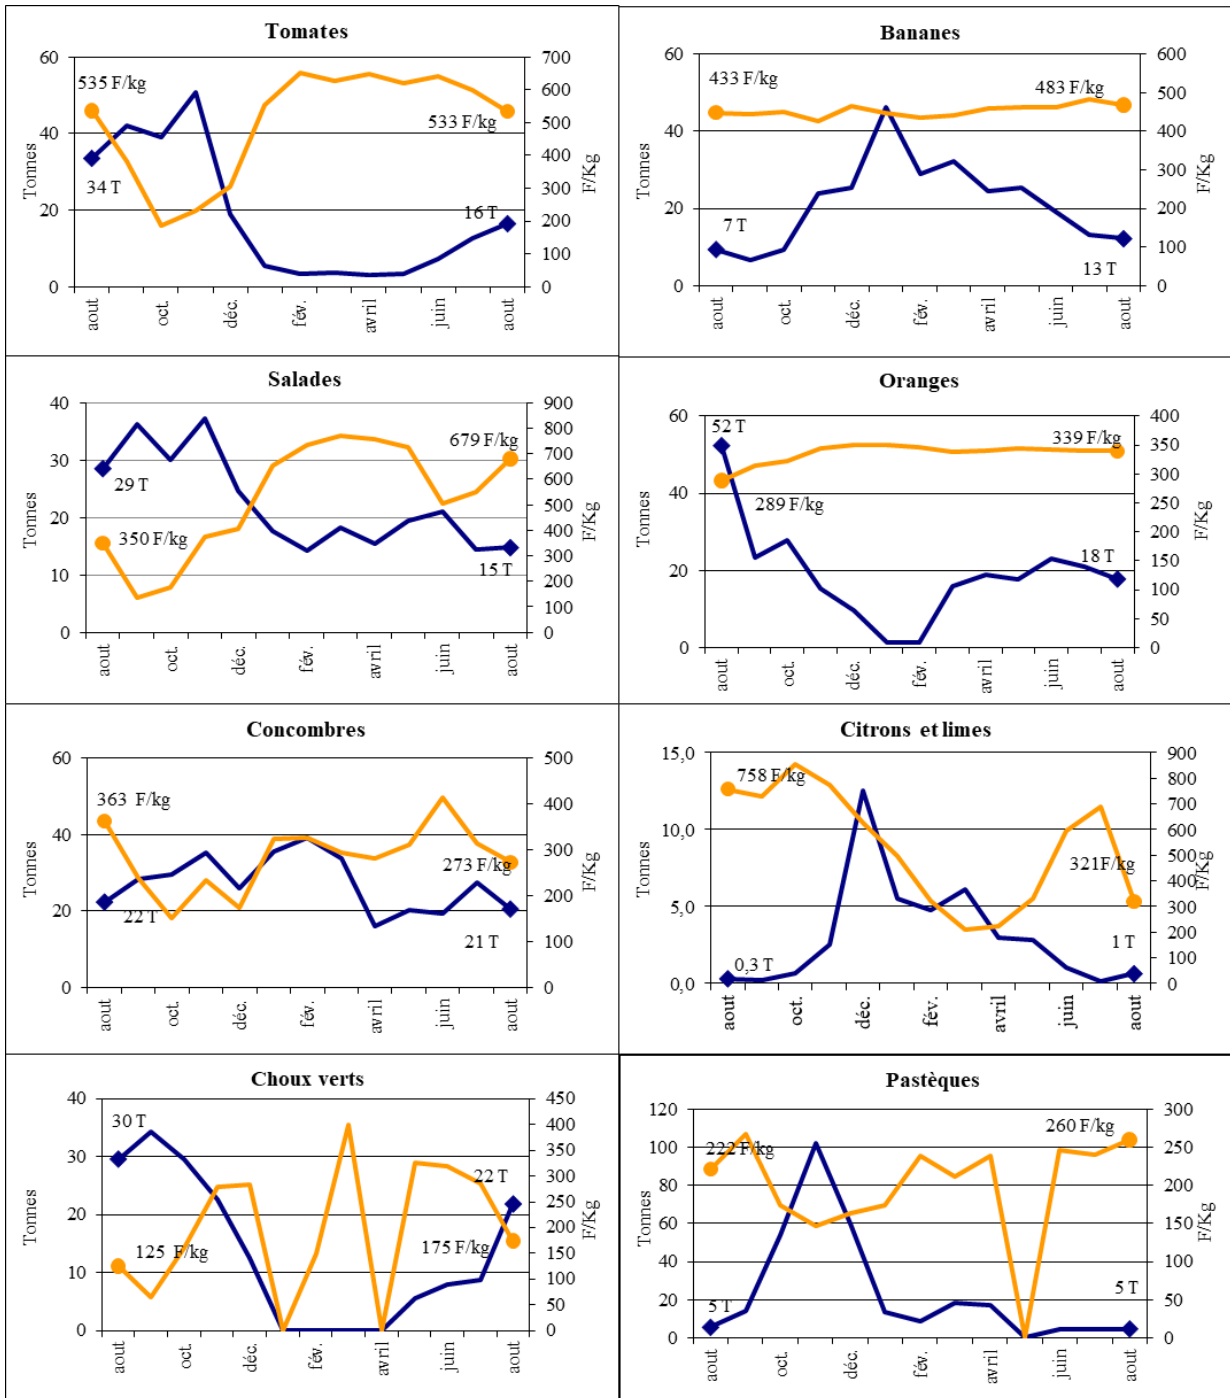 Tomates
60
50
40
20
0
Tonnes
700
600
500
400
300
200
100
0
F/Kg
535 F/kg
34 T
533 F/kg
16 T
aout
oct.
déc.
fév.
avril
juin
aout
Bananes
60
40
20
0
Tonnes
600
500
400
300
200
100
0
F/Kg
433 F/kg
483 F/kg
7 T
13 T
aout
oct.
déc.
fév.
avril
juin
aout
Salades
40
30
20
10
0
Tonnes
900
800
700
600
500
400
300
200
100
0
F/Kg
29 T
350 F/kg
679 F/kg
15 T
aout
oct.
déc.
fév.
avril
juin
aout
Oranges
60
40
20
0
Tonnes
400
350
300
250
200
150
100
50
0
F/Kg
52 T
289 F/kg
339 F/kg
18 T
aout
oct.
déc.
fév.
avril
juin
aout
Concombres
60
40
20
0
Tonnes
500
400
300
200
100
0
F/Kg
363 F/kg
22 T
273 F/kg
21 T
aout
oct.
déc.
fév.
avril
juin
aout
Citrons et limes
15,0
10,0
5,0
0,0
Tonnes
900
800
700
600
500
400
300
200
100
0
F/Kg
758 F/kg
0,3 T
321F/kg
1 T
aout
oct.
déc.
fév.
avril
juin
aout
Choux verts
40
30
20
10
0
Tonnes
450
400
350
300
250
200
150
100
50
0
F/Kg
30 T
125 F/kg
22 T
175 F/kg
aout
oct.
déc.
fév.
avril
juin
aout
Pastèques
120
100
80
60
40
20
0
Tonnes
300
250
200
150
100
50
0
F/Kg
222 F/kg
5 T
260 F/kg
5 T
aout
oct.
déc.
fév.
avril
juin
aout